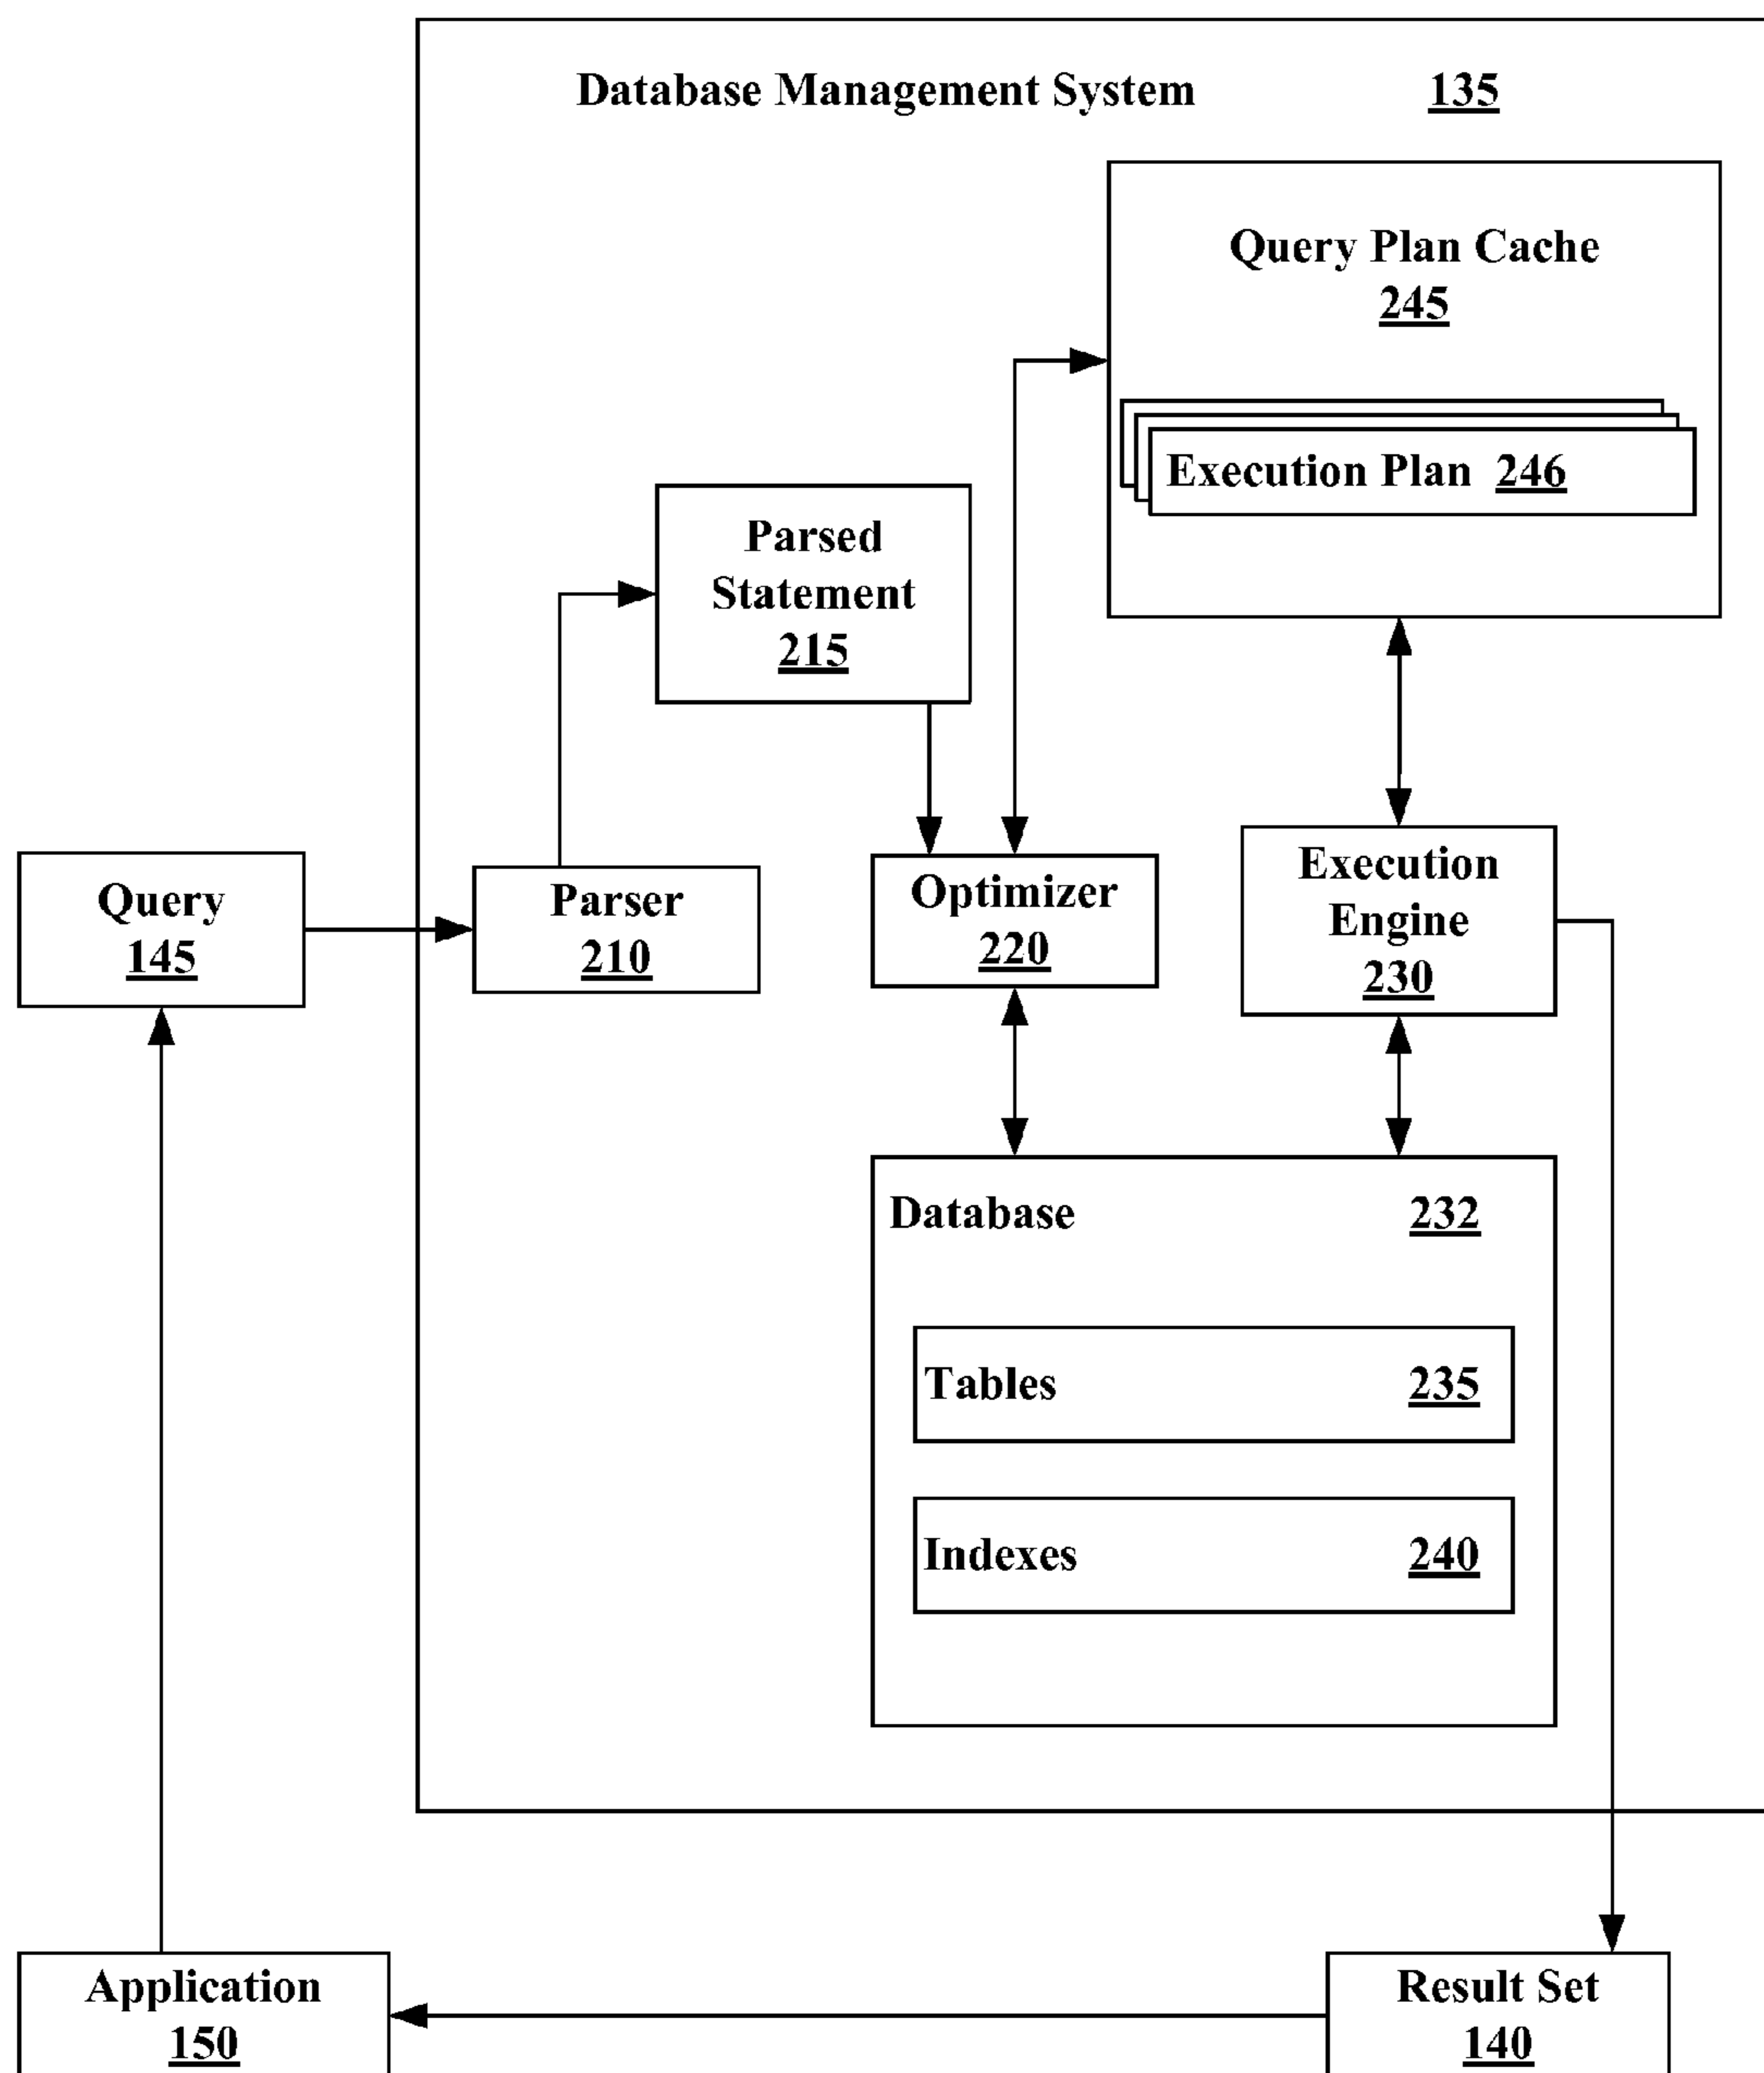 Database Management System 135
Query Plan Cache
245
Execution Plan 246
Parsed
Statement
215
Query
145
Parser
210
Optimizer
220
Execution
Engine
230
Database 232
Tables 235
Indexes 240
Application
150
Result Set
140